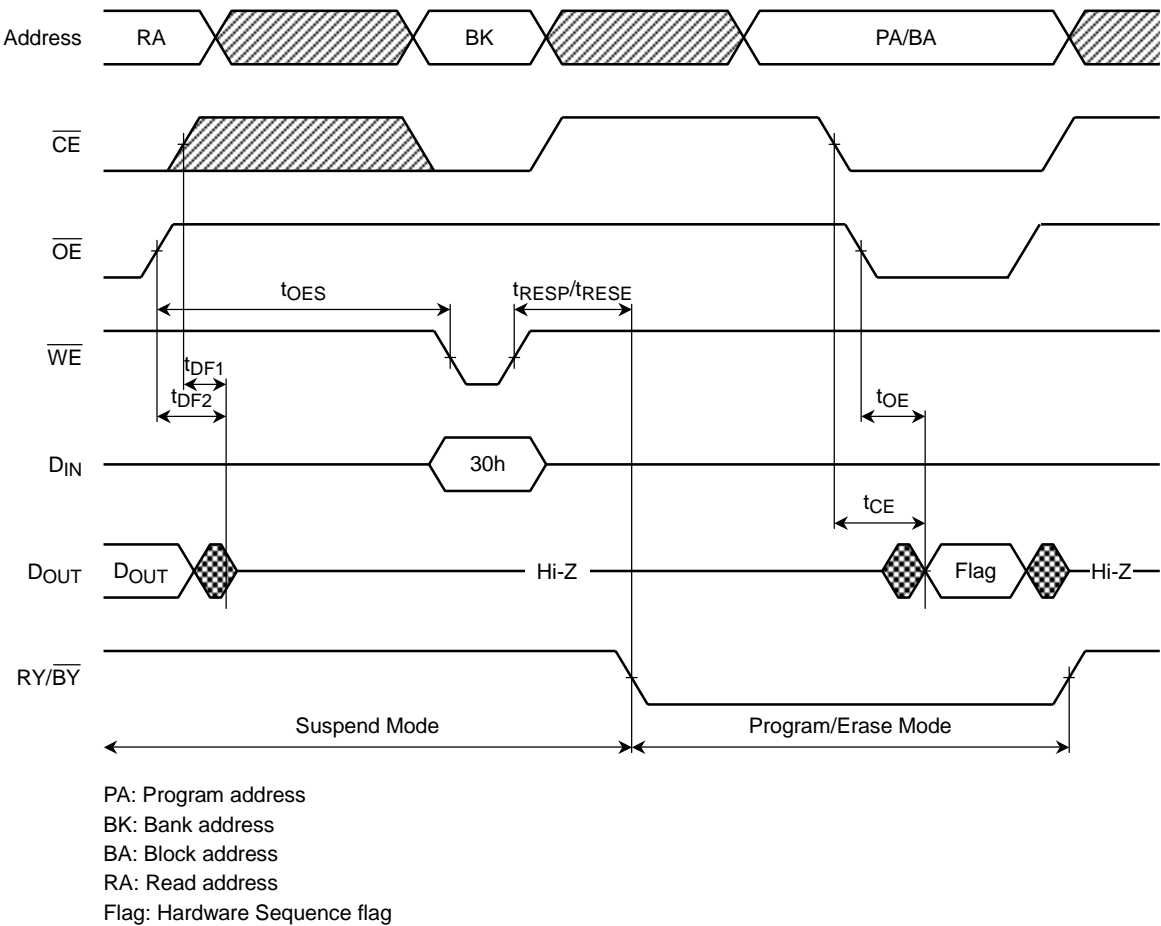 Address RA BK PA/BA
CE
OE
tOES tRESP/tRESE
WE
tDF1
tDF2 tOE
DIN 30h
tCE
DOUT DOUT Hi-Z Flag Hi-Z
RY/BY
Suspend Mode Program/Erase Mode
PA: Program address
BK: Bank address
BA: Block address
RA: Read address
Flag: Hardware Sequence flag